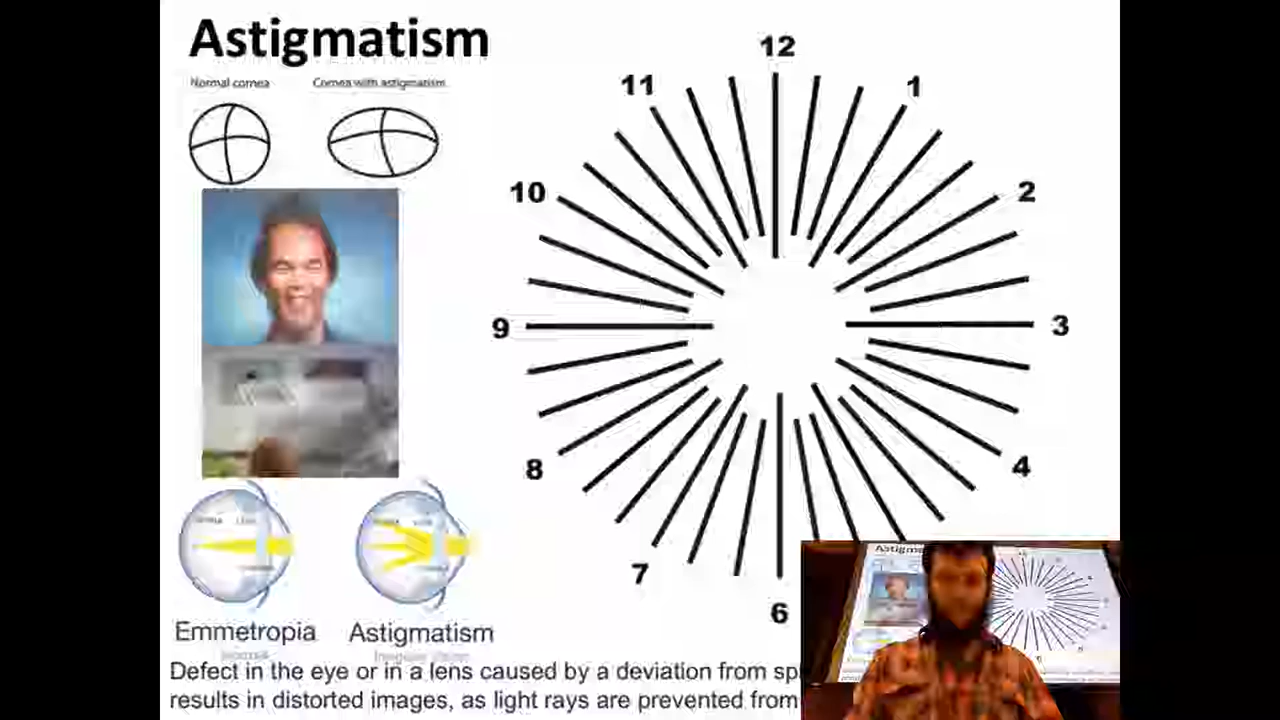 Astigmatism
Normal cornea
Cornea with astigmatism
12
11
1
10
2
9
3
8
4
7
6
Emmetropia
Astigmatism
Defect in the eye or in a lens caused by a deviation from
results in distorted images, as light rays are prevented from
Astigma